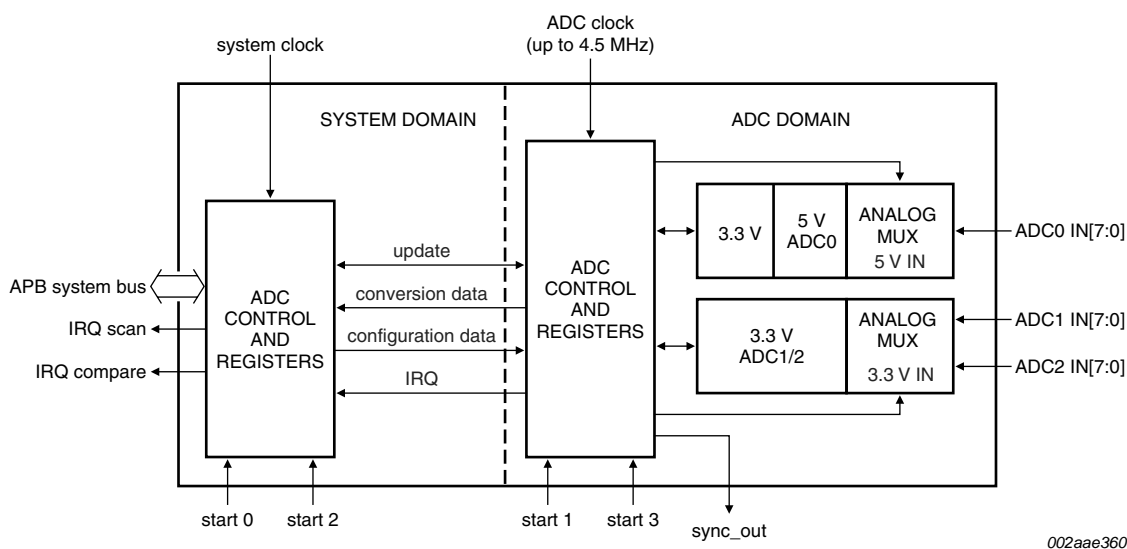 system clock
ADC clock
(up to 4.5 MHz)
SYSTEM DOMAIN
ADC DOMAIN
APB system bus
IRQ scan
IRQ compare
ADC
CONTROL
AND
REGISTERS
update
conversion data
configuration data
IRQ
ADC
CONTROL
AND
REGISTERS
3.3 V
5 V
ADC0
ANALOG
MUX
5 V IN
ADC0 IN[7:0]
3.3 V
ADC1/2
ANALOG
MUX
3.3 V IN
ADC1 IN[7:0]
ADC2 IN[7:0]
start 0
start 2
start 1
start 3
sync_out
002aae360